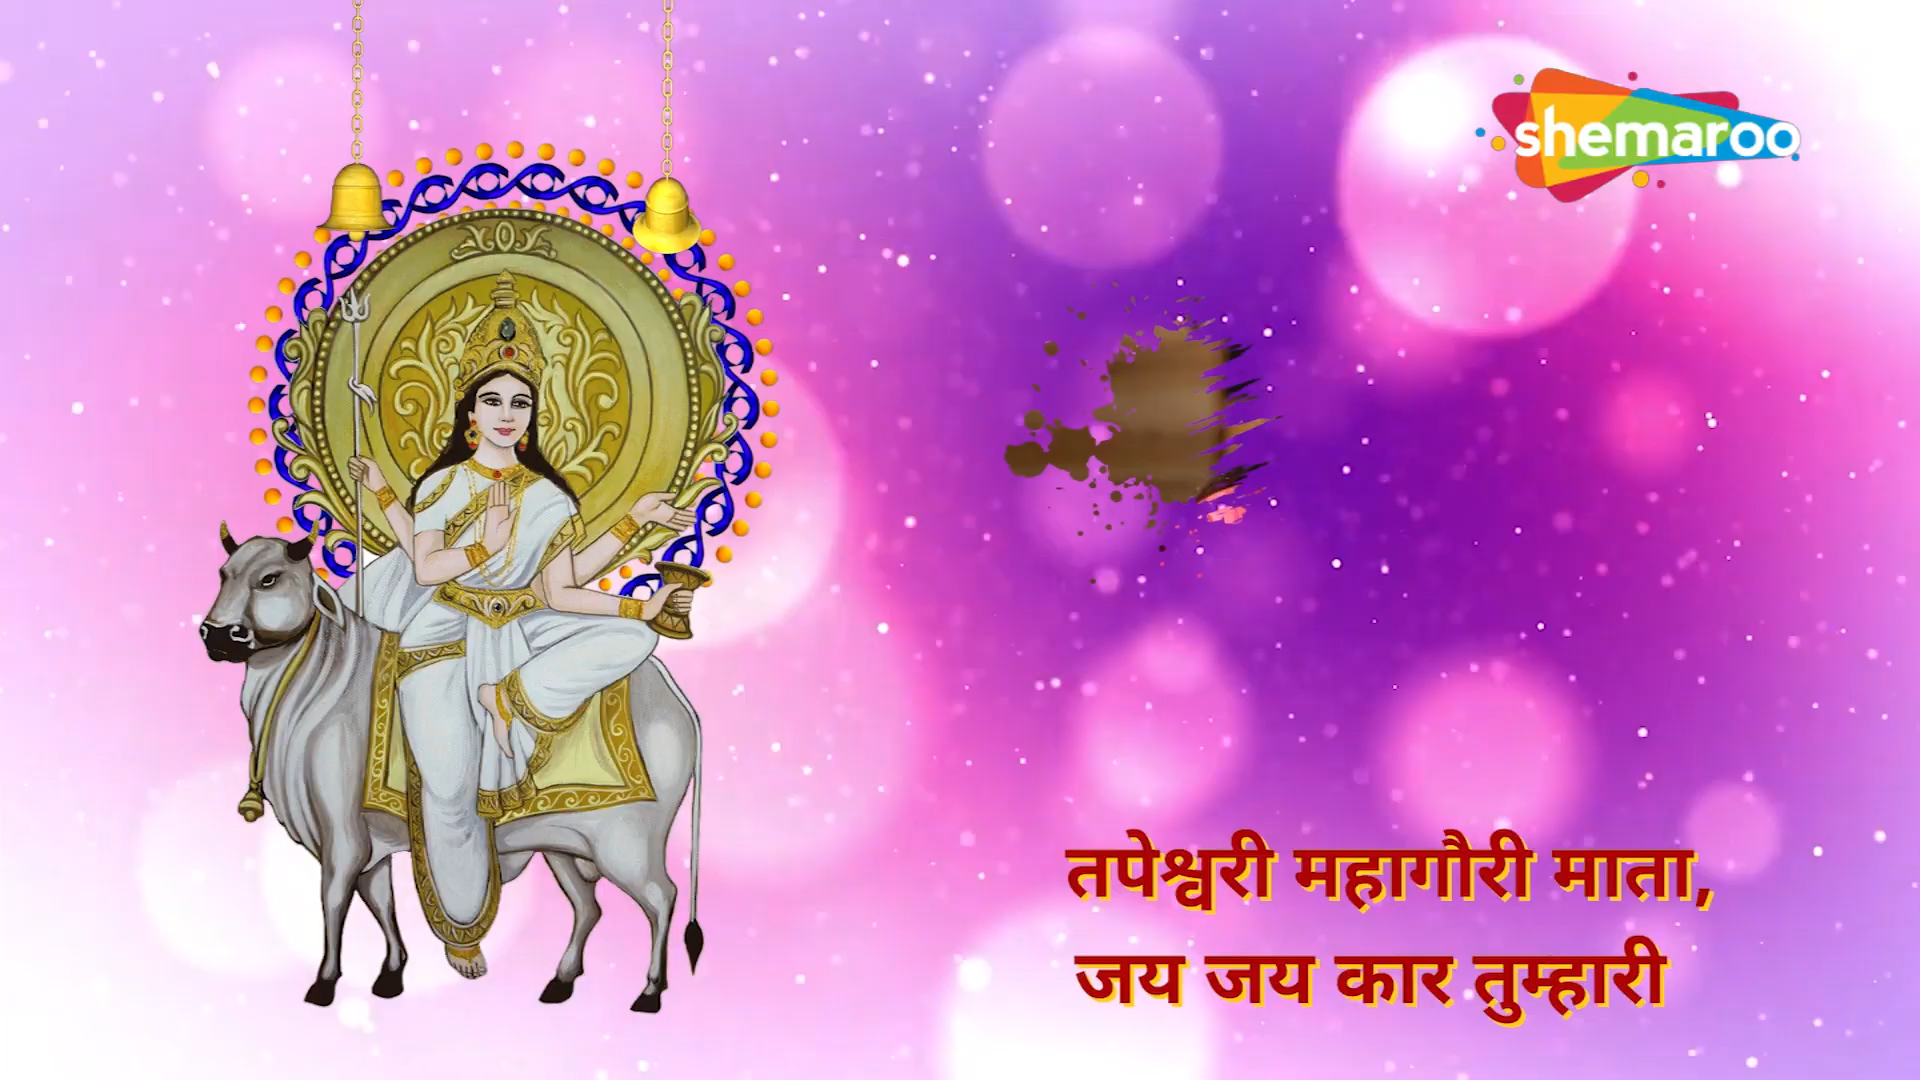 shemaroo
तपेश्वरी महागौरी माता,
जय जय कार तुम्हारी